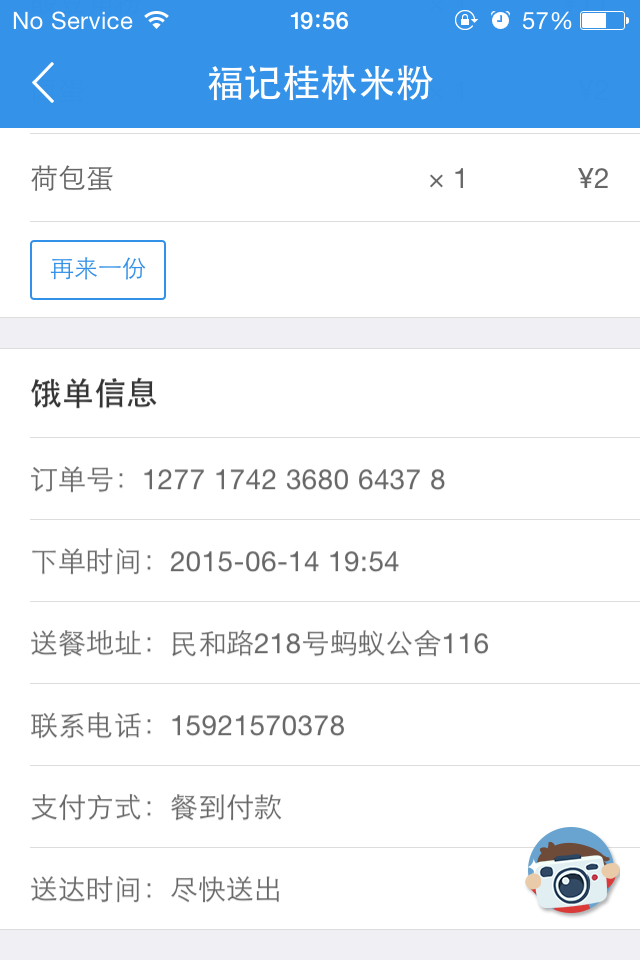 No Service 19:56 57%
福记桂林米粉
荷包蛋 × 1 ¥2
再来一份
饿单信息
订单号：1277 1742 3680 6437 8
下单时间：2015-06-14 19:54
送餐地址：民和路218号蚂蚁公舍116
联系电话：15921570378
支付方式：餐到付款
送达时间：尽快送出